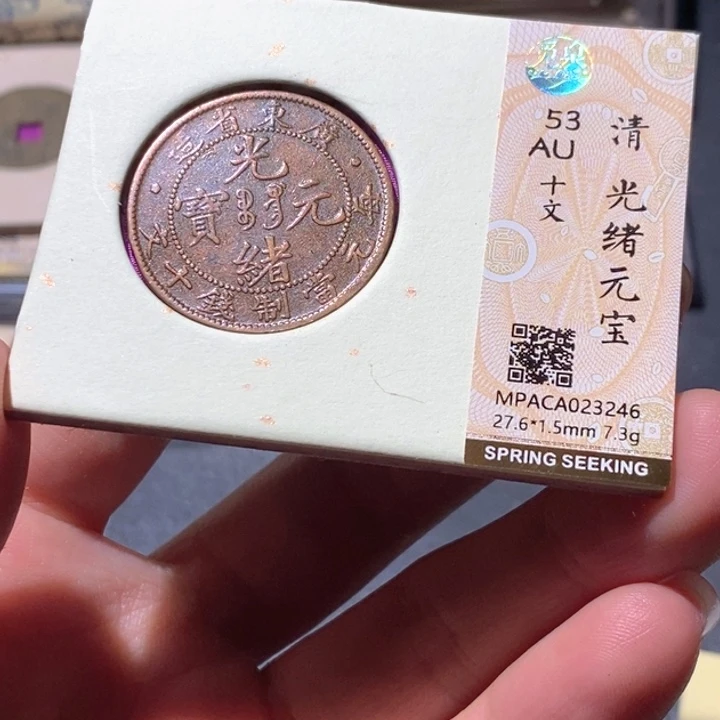 廣東省造
光緒元寶
每元當制錢十文
清 光緒元宝
53
AU
十文
MPACA023246
27.6*1.5mm 7.3g
SPRING SEEKING